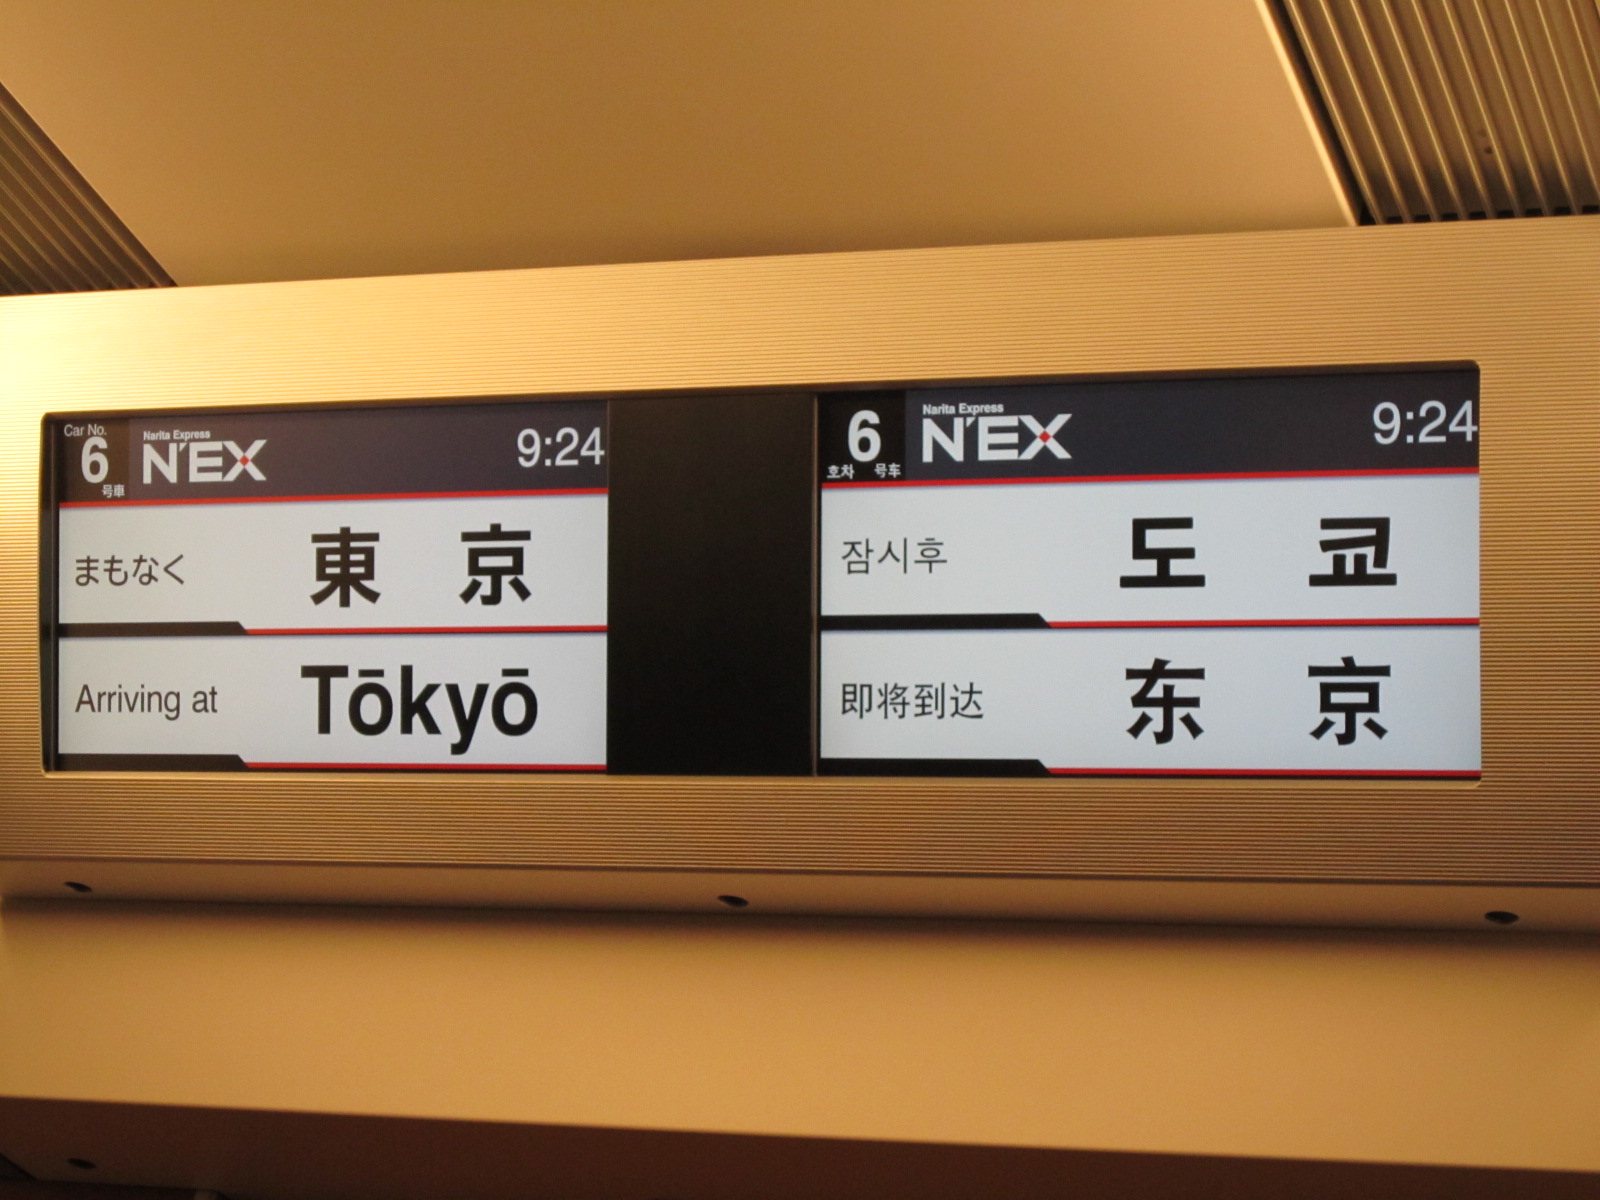 Car No.
6
号車
Narita Express
N'EX
9:24
まもなく 東京
Arriving at Tōkyō
6
호차 号车
Narita Express
N'EX
9:24
잠시후 도쿄
即将到达 东京